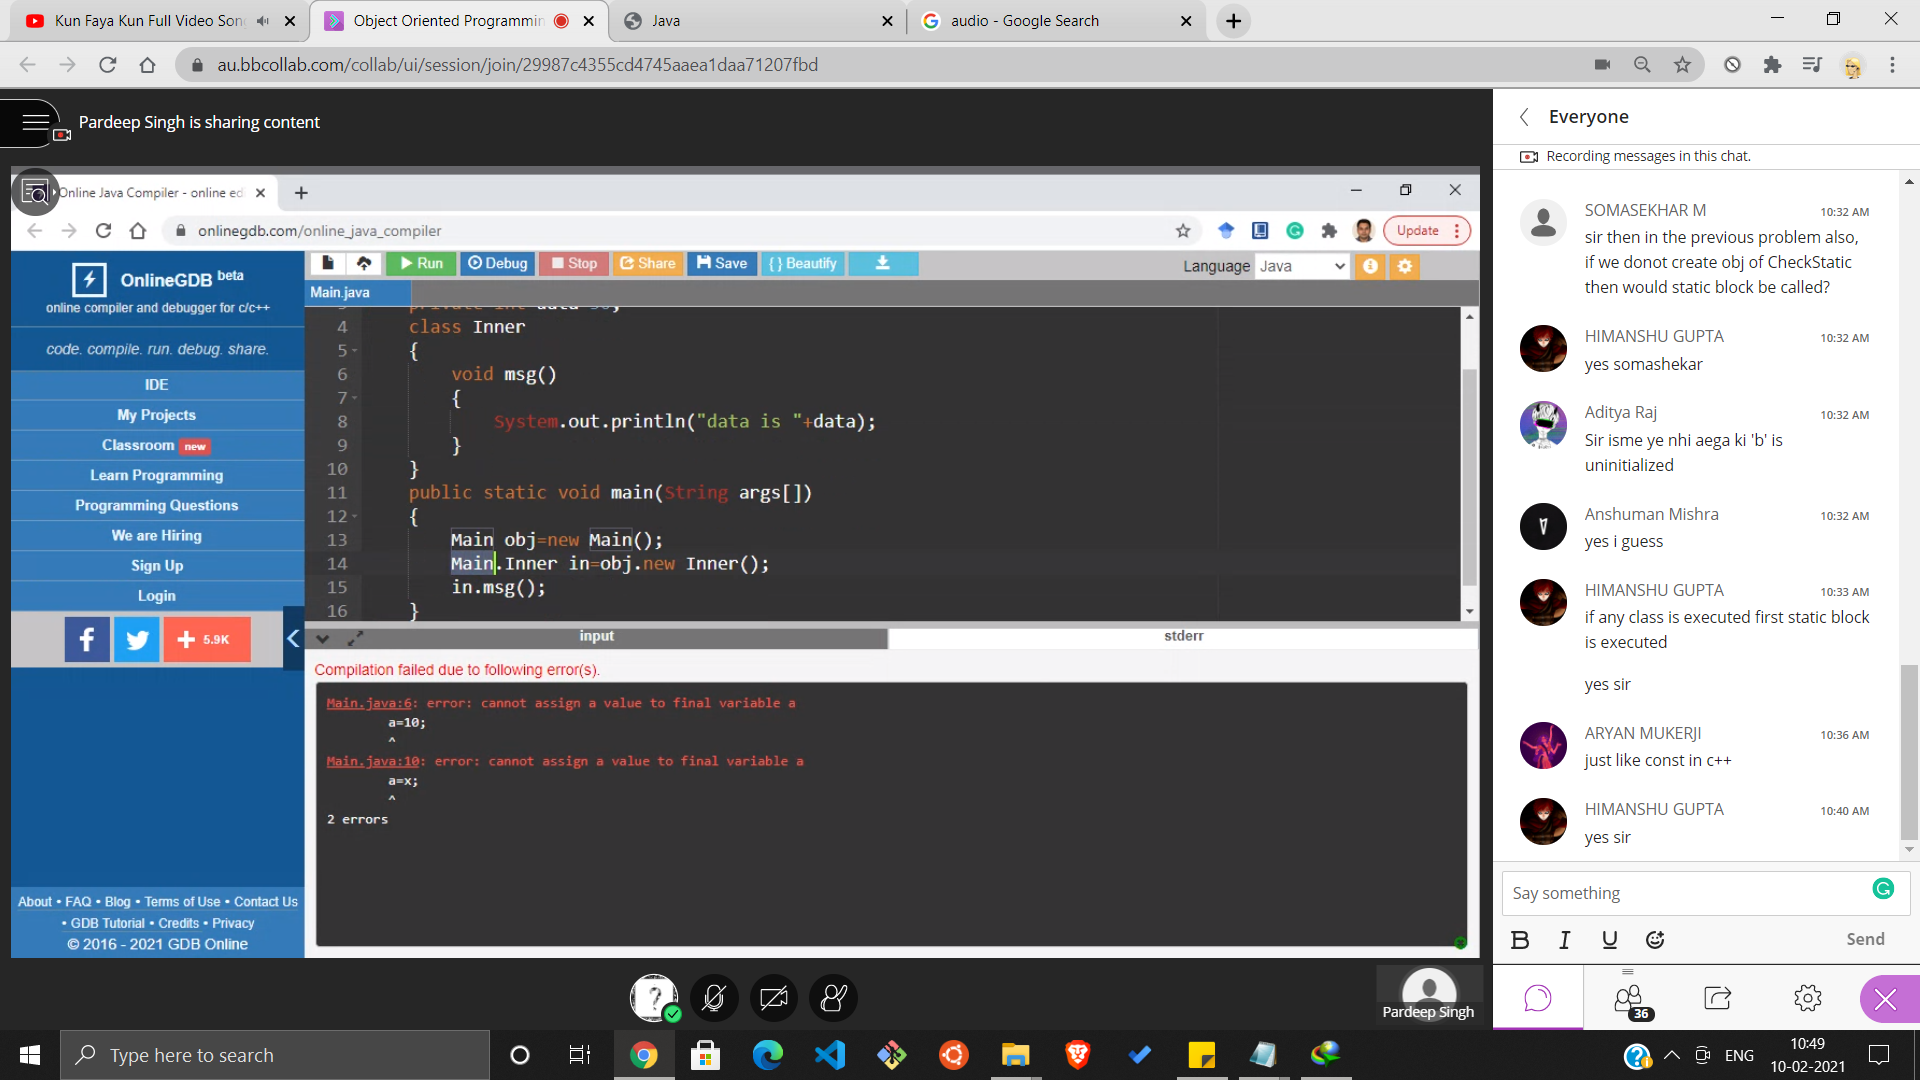 Kun Faya Kun Full Video Son
Object Oriented Programmin
Java
audio - Google Search
au.bbcollab.com/collab/ui/session/join/29987c4355cd4745aaea1daa71207fbd
Pardeep Singh is sharing content
Online Java Compiler - online ed
onlinegdb.com/online_java_compiler
Update
OnlineGDB beta
online compiler and debugger for c/c++
code. compile. run. debug. share.
IDE
My Projects
Classroom new
Learn Programming
Programming Questions
We are Hiring
Sign Up
Login
5.9K
About • FAQ • Blog • Terms of Use • Contact Us
• GDB Tutorial • Credits • Privacy
© 2016 - 2021 GDB Online
Run Debug Stop Share Save { } Beautify
Language Java
Main.java
4 class Inner
5 {
6 void msg()
7 {
8 System.out.println("data is "+data);
9 }
10 }
11 public static void main(String args[])
12 {
13 Main obj=new Main();
14 Main.Inner in=obj.new Inner();
15 in.msg();
16 }
input
stderr
Compilation failed due to following error(s).
Main.java:6: error: cannot assign a value to final variable a
a=10;
^
Main.java:10: error: cannot assign a value to final variable a
a=x;
^
2 errors
Pardeep Singh
Everyone
Recording messages in this chat.
SOMASEKHAR M 10:32 AM
sir then in the previous problem also,
if we donot create obj of CheckStatic
then would static block be called?
HIMANSHU GUPTA 10:32 AM
yes somashekar
Aditya Raj 10:32 AM
Sir isme ye nhi aega ki 'b' is
uninitialized
Anshuman Mishra 10:32 AM
yes i guess
HIMANSHU GUPTA 10:33 AM
if any class is executed first static block
is executed
yes sir
ARYAN MUKERJI 10:36 AM
just like const in c++
HIMANSHU GUPTA 10:40 AM
yes sir
Say something
B I U Send
36
Type here to search
ENG
10:49
10-02-2021